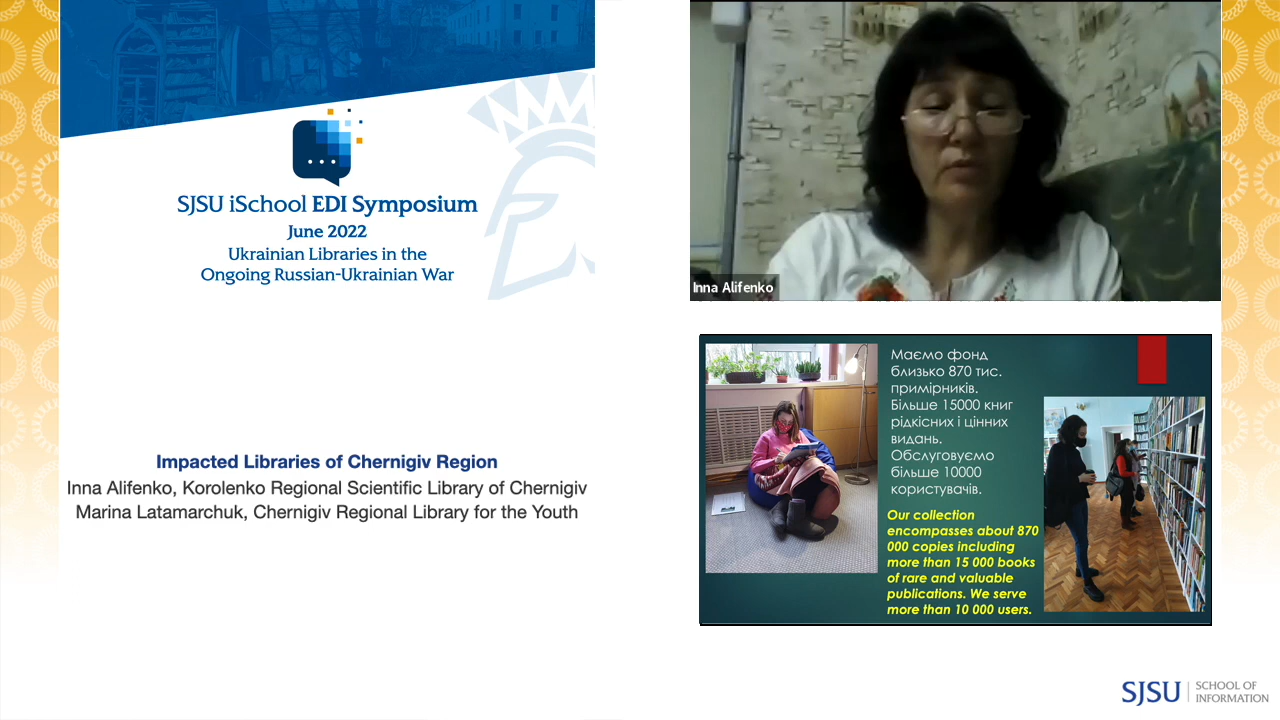 SJSU iSchool EDI Symposium
June 2022
Ukrainian Libraries in the
Ongoing Russian-Ukrainian War
Impacted Libraries of Chernigiv Region
Inna Alifenko, Korolenko Regional Scientific Library of Chernigiv
Marina Latamarchuk, Chernigiv Regional Library for the Youth
Inna Alifenko
Маємо фонд
близько 870 тис.
примірників.
Більше 15000 книг
рідкісних і цінних
видань.
Обслуговуємо
більше 10000
користувачів.
Our collection
encompasses about 870
000 copies including
more than 15 000 books
of rare and valuable
publications. We serve
more than 10 000 users.
SJSU | SCHOOL OF
INFORMATION